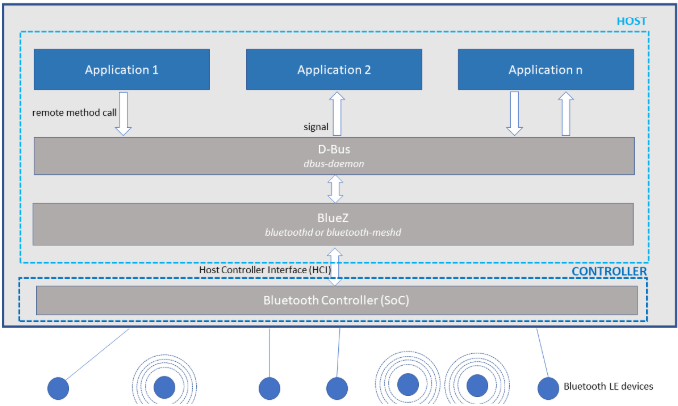 HOST
Application 1
Application 2
Application n
remote method call
signal
D-Bus
dbus-daemon
BlueZ
bluetoothd or bluetooth-meshd
Host Controller Interface (HCI)
CONTROLLER
Bluetooth Controller (SoC)
Bluetooth LE devices